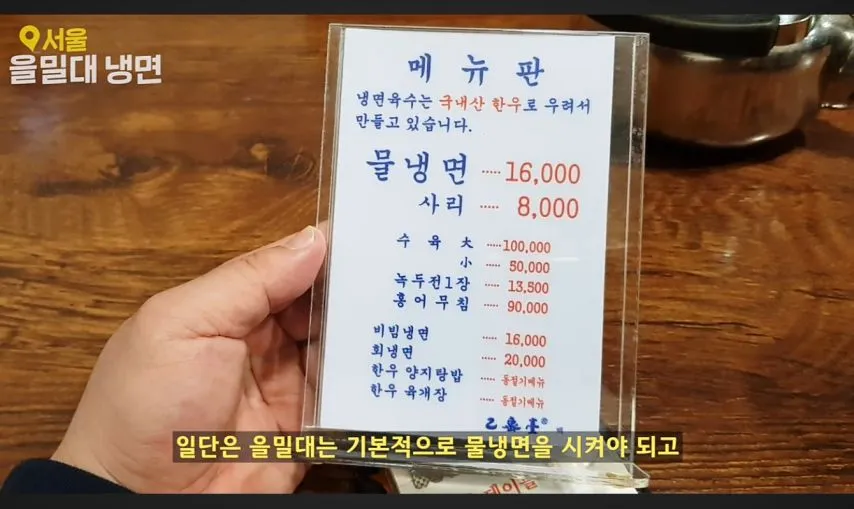 서울
을밀대 냉면
메 뉴 판
냉면육수는 국내산 한우로 우려서
만들고 있습니다.
물냉면 ····· 16,000
사리 ····· 8,000
수 육 大 ····· 100,000
小 ····· 50,000
녹두전1장 ····· 13,500
홍어무침 ····· 90,000
비빔냉면 ····· 16,000
회냉면 ····· 20,000
한우 양지탕밥 ····· 동절기메뉴
한우 육개장 ····· 동절기메뉴
일단은 을밀대는 기본적으로 물냉면을 시켜야 되고